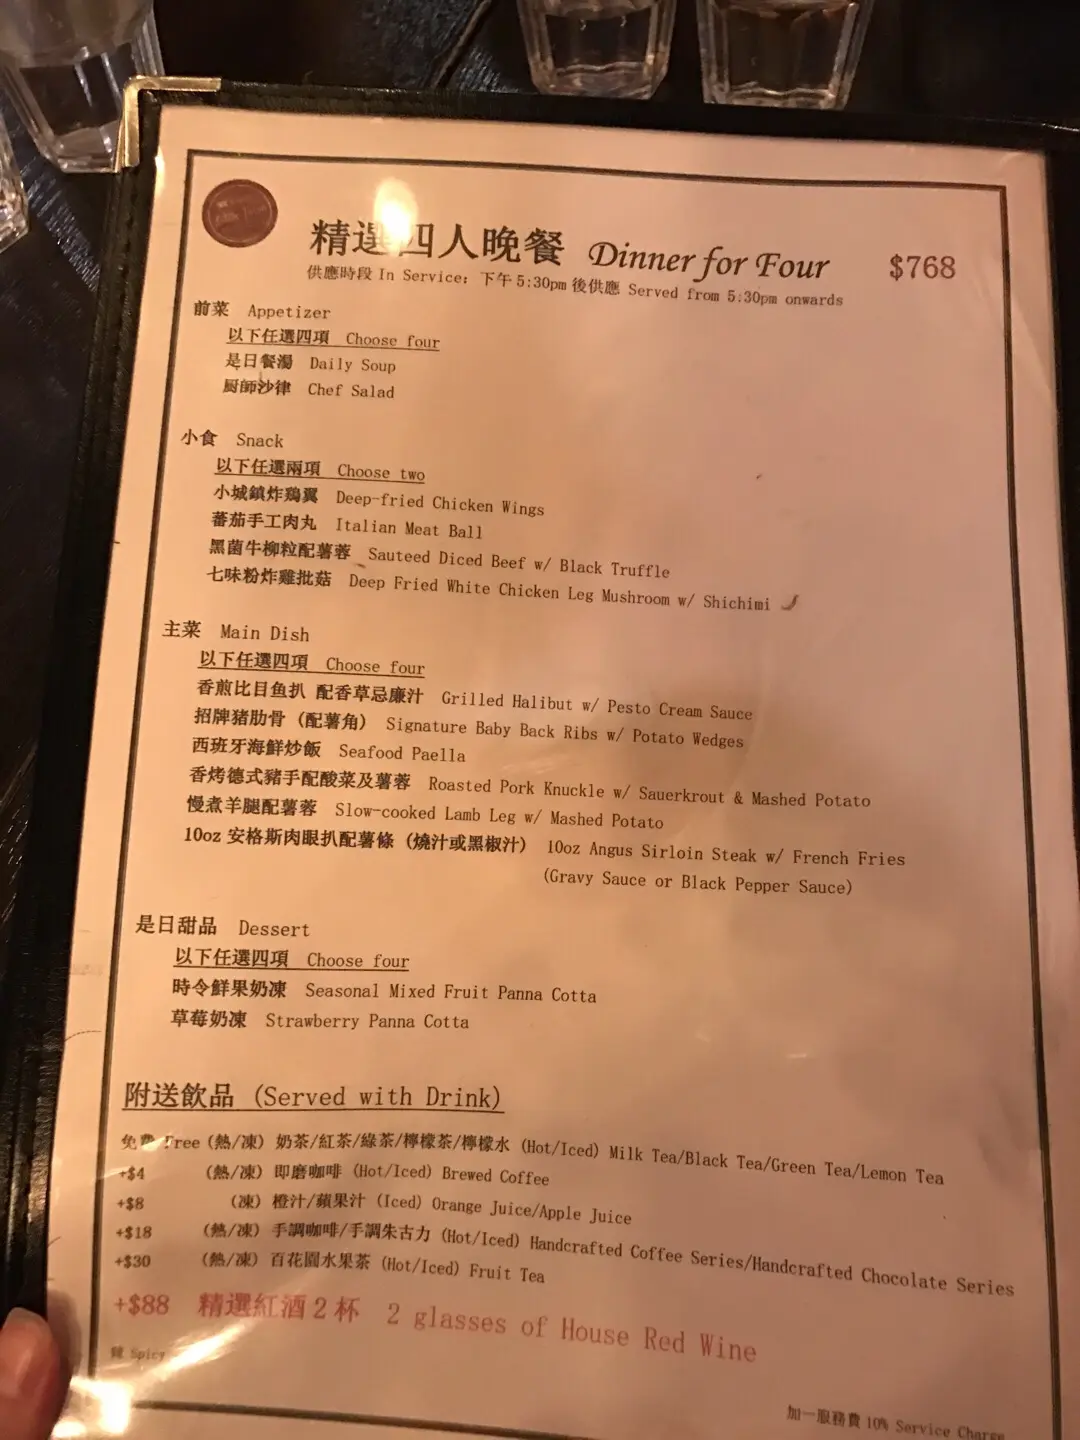 精選四人晚餐 Dinner for Four $768
供應時段 In Service: 下午 5:30pm 後供應 Served from 5:30pm onwards
前菜 Appetizer
以下任選四項 Choose four
是日餐湯 Daily Soup
厨師沙律 Chef Salad
小食 Snack
以下任選兩項 Choose two
小城鎮炸鶏翼 Deep-fried Chicken Wings
蕃茄手工肉丸 Italian Meat Ball
黑菌牛柳粒配薯蓉 Sauteed Diced Beef w/ Black Truffle
七味粉炸雞批菇 Deep Fried White Chicken Leg Mushroom w/ Shichimi
主菜 Main Dish
以下任選四項 Choose four
香煎比目鱼扒 配香草忌廉汁 Grilled Halibut w/ Pesto Cream Sauce
招牌猪肋骨 (配薯角) Signature Baby Back Ribs w/ Potato Wedges
西班牙海鮮炒飯 Seafood Paella
香烤德式豬手配酸菜及薯蓉 Roasted Pork Knuckle w/ Sauerkrout & Mashed Potato
慢煮羊腿配薯蓉 Slow-cooked Lamb Leg w/ Mashed Potato
10oz 安格斯肉眼扒配薯條 (燒汁或黑椒汁) 10oz Angus Sirloin Steak w/ French Fries
(Gravy Sauce or Black Pepper Sauce)
是日甜品 Dessert
以下任選四項 Choose four
時令鮮果奶凍 Seasonal Mixed Fruit Panna Cotta
草莓奶凍 Strawberry Panna Cotta
附送飲品 (Served with Drink)
免費 Free (熱/凍) 奶茶/紅茶/綠茶/檸檬茶/檸檬水 (Hot/Iced) Milk Tea/Black Tea/Green Tea/Lemon Tea
+$4 (熱/凍) 即磨咖啡 (Hot/Iced) Brewed Coffee
+$8 (凍) 橙汁/蘋果汁 (Iced) Orange Juice/Apple Juice
+$18 (熱/凍) 手調咖啡/手調朱古力 (Hot/Iced) Handcrafted Coffee Series/Handcrafted Chocolate Series
+$30 (熱/凍) 百花園水果茶 (Hot/Iced) Fruit Tea
+$88 精選紅酒 2 杯 2 glasses of House Red Wine
辣 Spicy
加一服務費 10% Service Charge